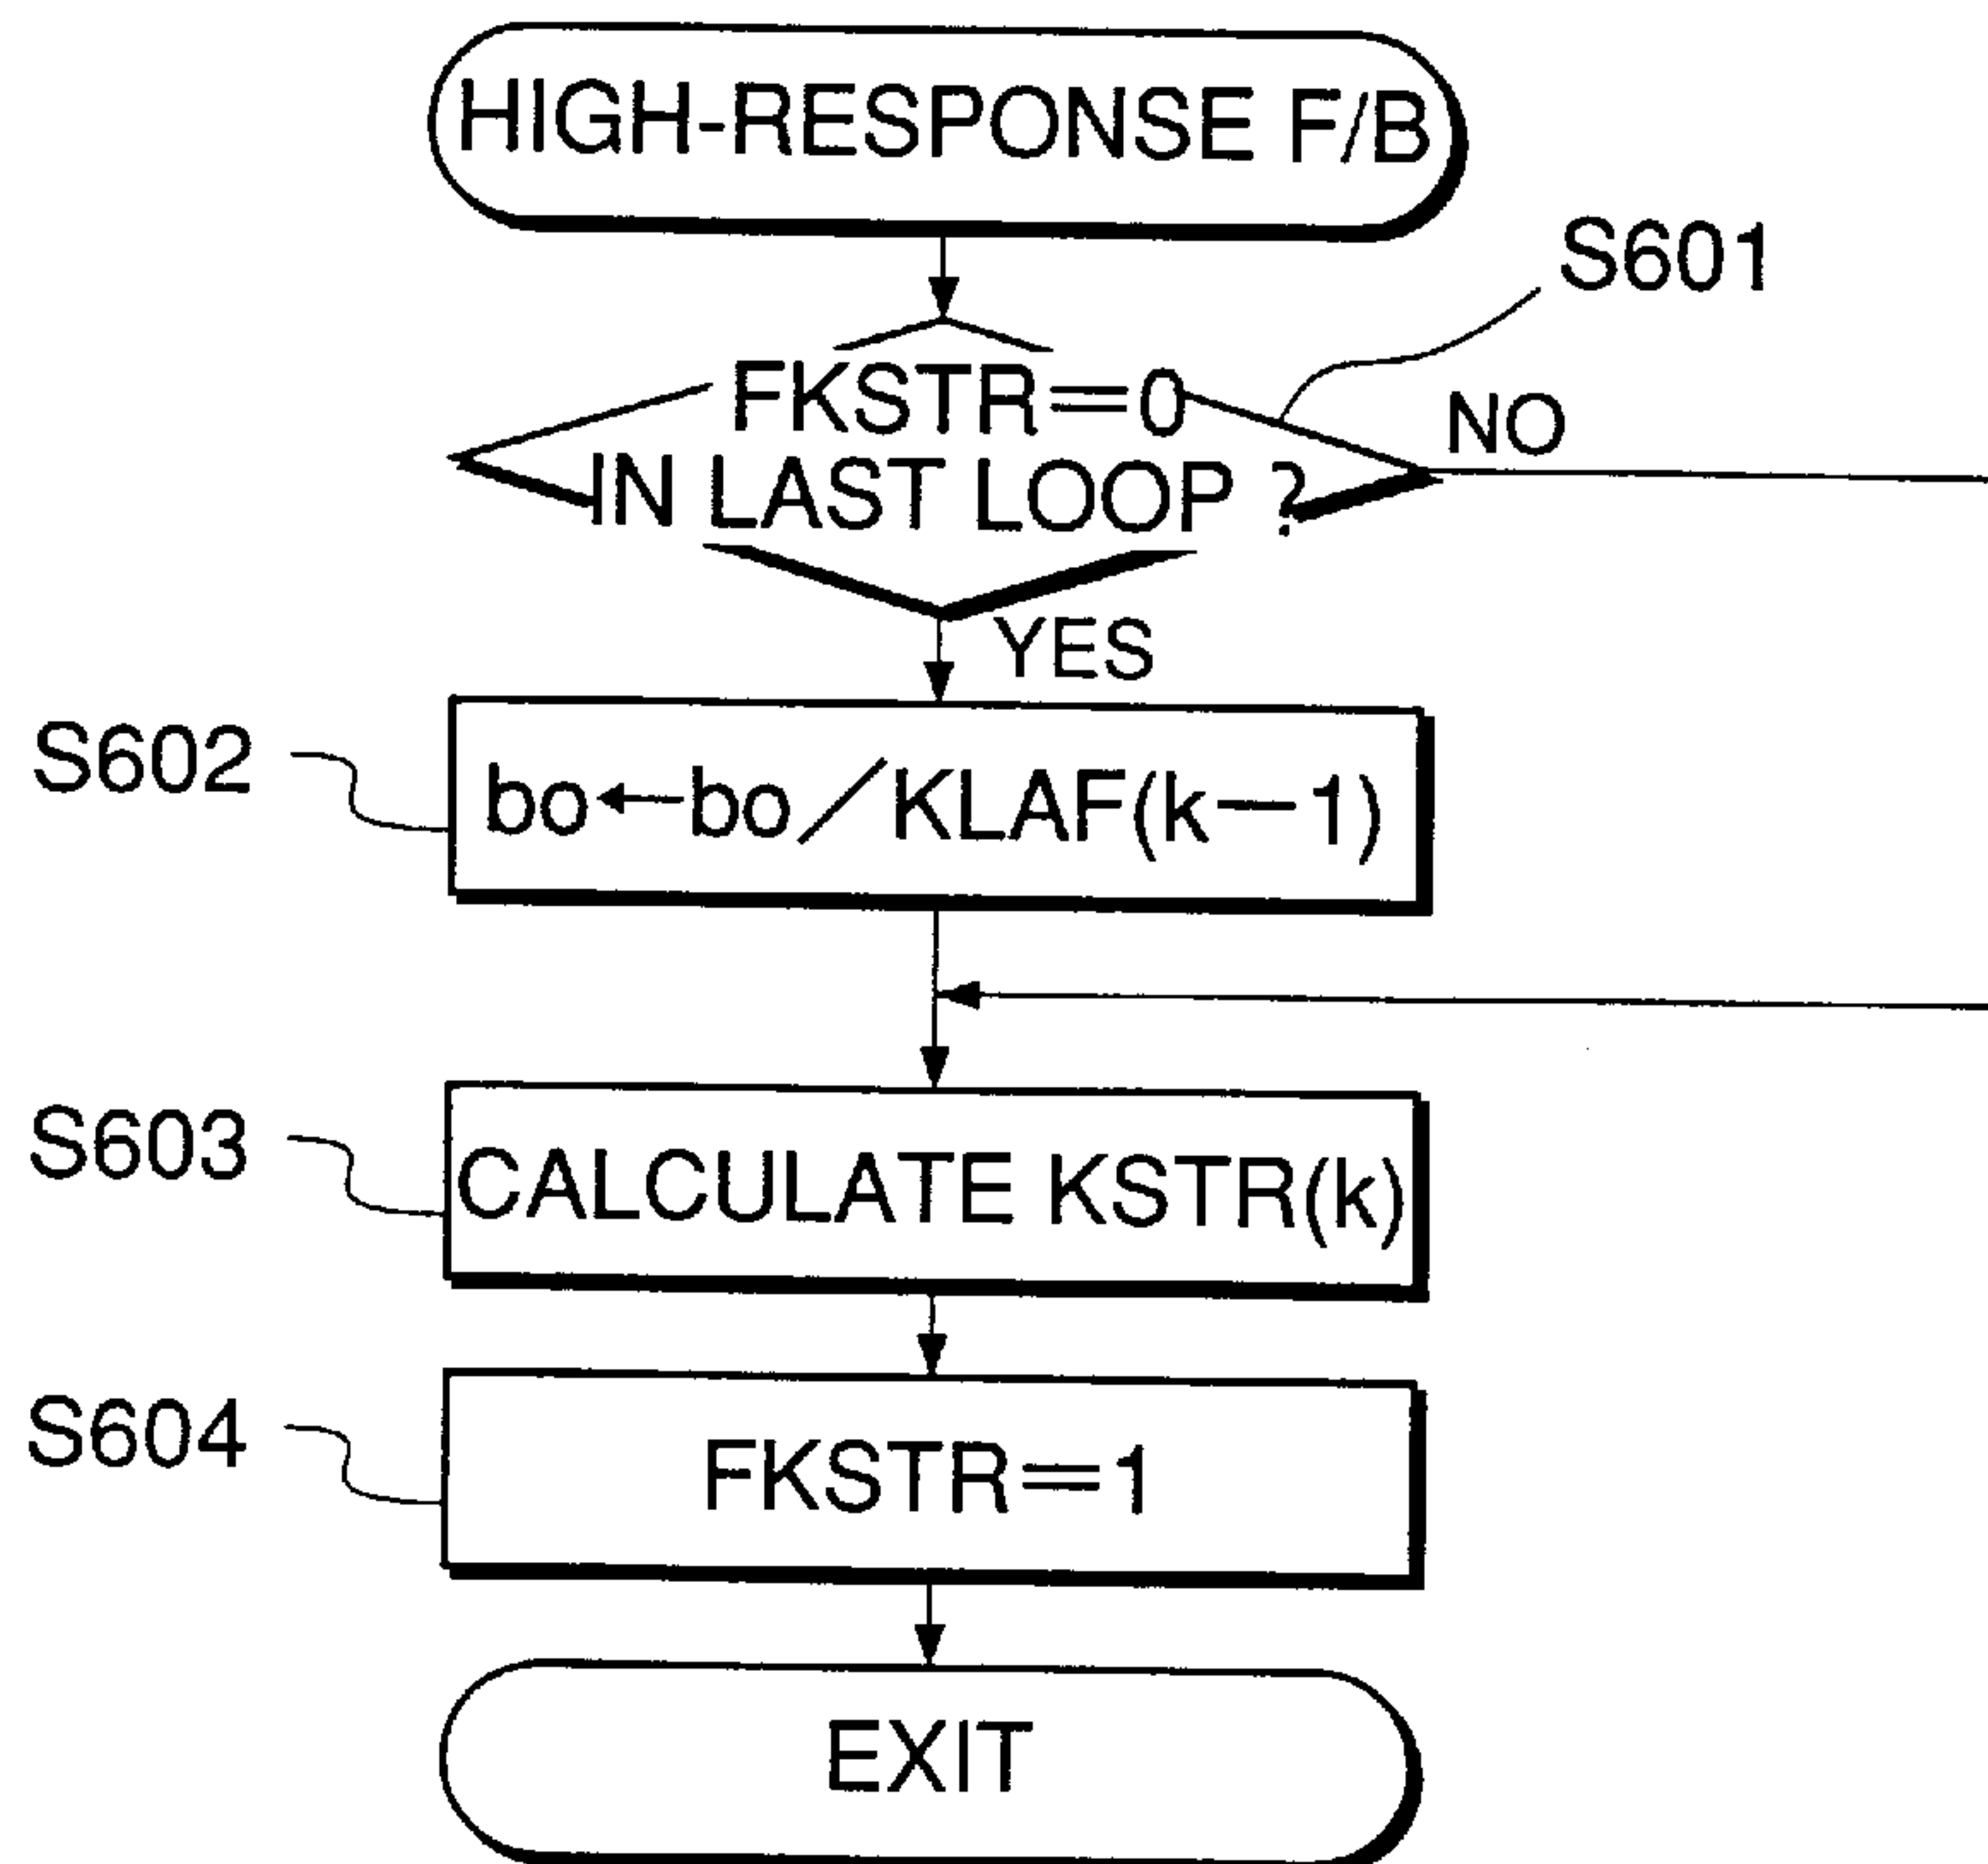 HIGH-RESPONSE F/B
S601
FKSTR=0
IN LAST LOOP ?
NO
YES
S602
bo←bo/KLAF(k-1)
S603
CALCULATE KSTR(k)
S604
FKSTR=1
EXIT